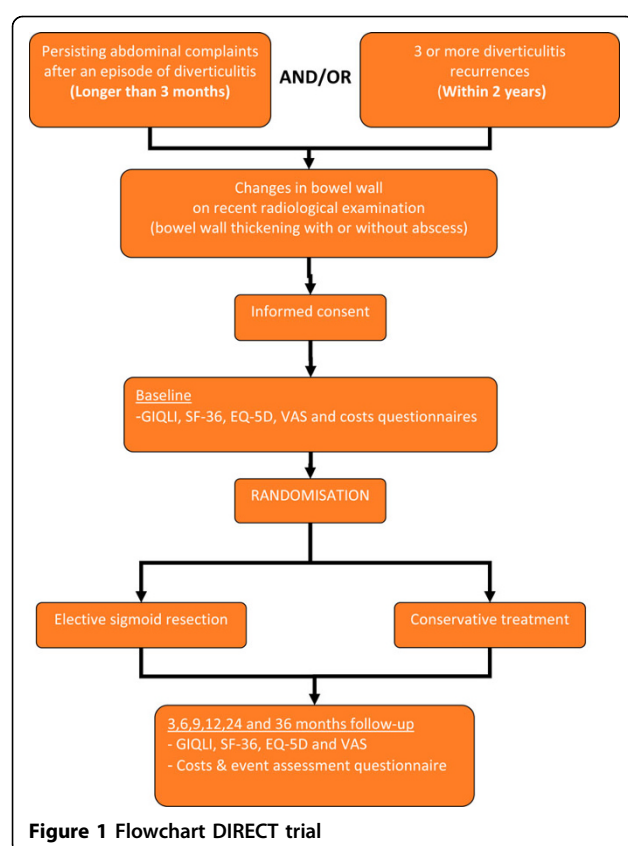 Persisting abdominal complaints
after an episode of diverticulitis
(Longer than 3 months)
AND/OR
3 or more diverticulitis
recurrences
(Within 2 years)
Changes in bowel wall
on recent radiological examination
(bowel wall thickening with or without abscess)
Informed consent
Baseline
-GIQLI, SF-36, EQ-5D, VAS and costs questionnaires
RANDOMISATION
Elective sigmoid resection
Conservative treatment
3,6,9,12,24 and 36 months follow-up
- GIQLI, SF-36, EQ-5D and VAS
- Costs & event assessment questionnaire
Figure 1 Flowchart DIRECT trial